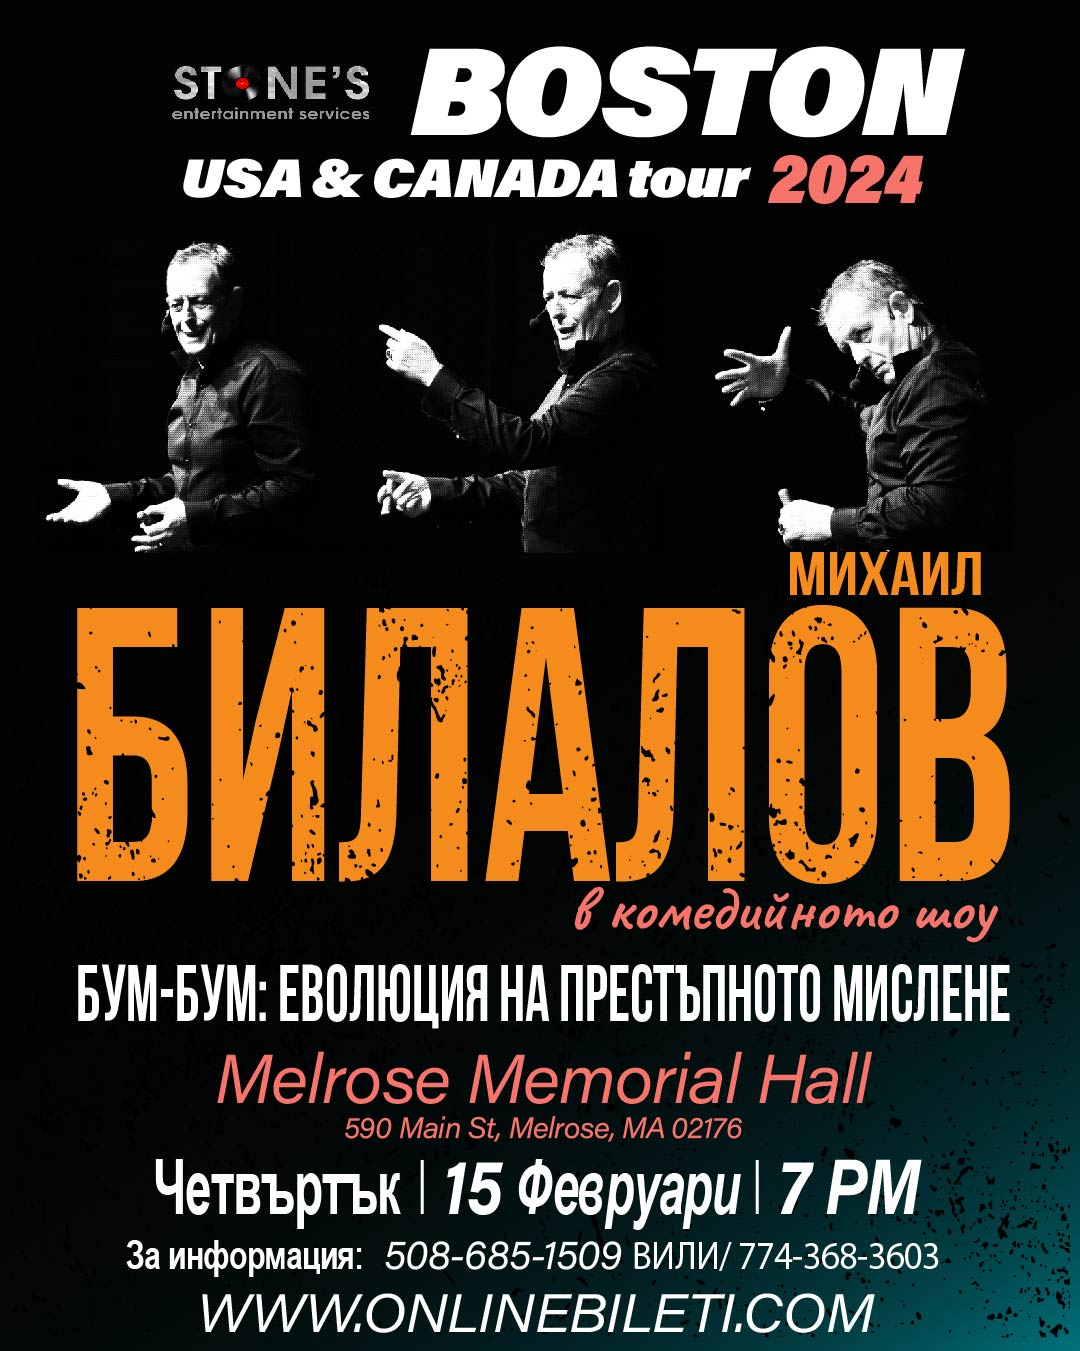 STONE'S
entertainment services
BOSTON
USA & CANADA tour 2024
МИХАИЛ
БИЛАЛОВ
в комедийното шоу
БУМ-БУМ: ЕВОЛЮЦИЯ НА ПРЕСТЪПНОТО МИСЛЕНЕ
Melrose Memorial Hall
590 Main St, Melrose, MA 02176
Четвъртък | 15 Февруари | 7 PM
За информация: 508-685-1509 ВИЛИ/ 774-368-3603
WWW.ONLINEBILETI.COM